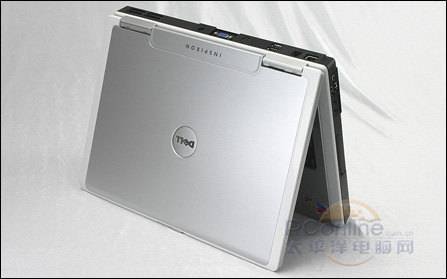 INSPIRON
DELL
PConline
.com.cn
太平洋电脑网